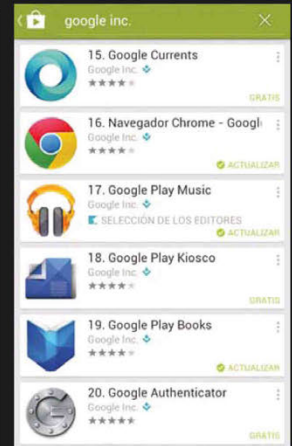 google inc.
15. Google Currents
Google Inc.
GRATIS
16. Navegador Chrome - Googl
Google Inc.
ACTUALIZAR
17. Google Play Music
Google Inc.
SELECCIÓN DE LOS EDITORES
ACTUALIZAR
18. Google Play Kiosco
Google Inc.
GRATIS
19. Google Play Books
Google Inc.
ACTUALIZAR
20. Google Authenticator
Google Inc.
GRATIS